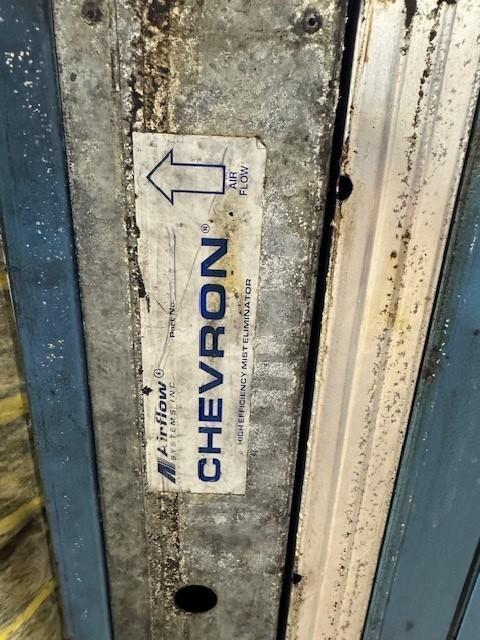 Airflow®
SYSTEMS, INC.
Part No.
CHEVRON®
HIGH EFFICIENCY MIST ELIMINATOR
AIR
FLOW